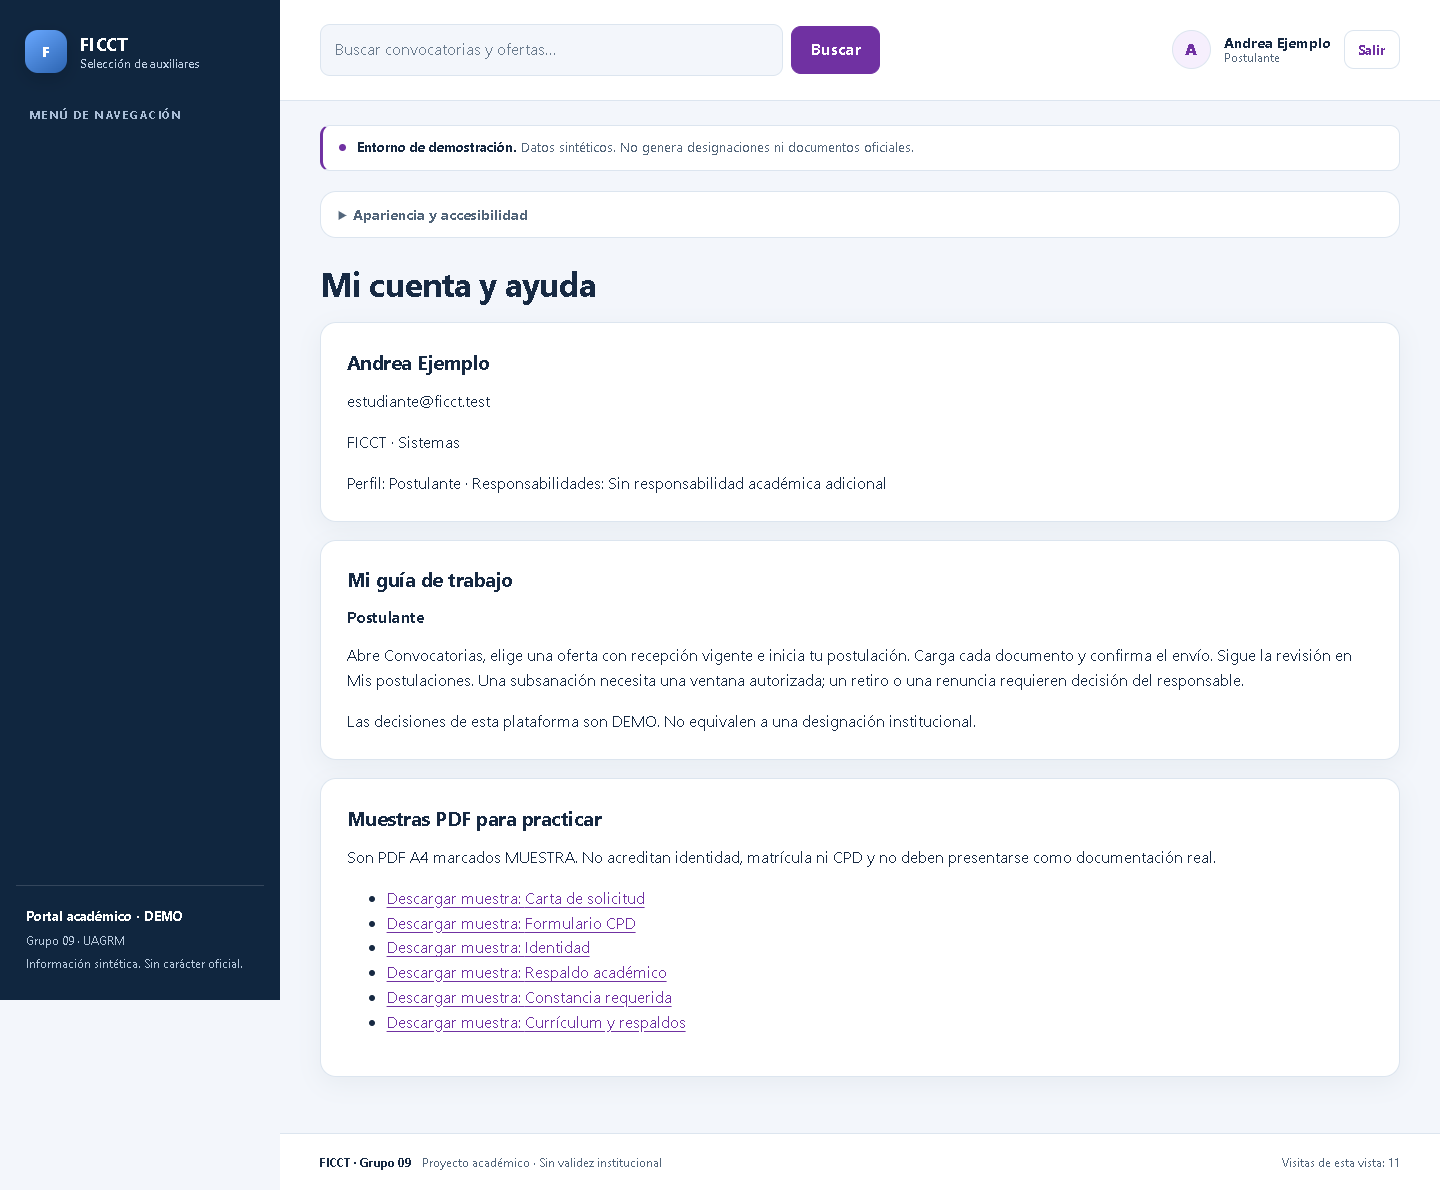 F
FICCT
Selección de auxiliares
MENÚ DE NAVEGACIÓN
Portal académico · DEMO
Grupo 09 · UAGRM
Información sintética. Sin carácter oficial.
Buscar convocatorias y ofertas...
Buscar
A
Andrea Ejemplo
Postulante
Salir
Entorno de demostración. Datos sintéticos. No genera designaciones ni documentos oficiales.
Apariencia y accesibilidad
Mi cuenta y ayuda
Andrea Ejemplo
estudiante@ficct.test
FICCT · Sistemas
Perfil: Postulante · Responsabilidades: Sin responsabilidad académica adicional
Mi guía de trabajo
Postulante
Abre Convocatorias, elige una oferta con recepción vigente e inicia tu postulación. Carga cada documento y confirma el envío. Sigue la revisión en
Mis postulaciones. Una subsanación necesita una ventana autorizada; un retiro o una renuncia requieren decisión del responsable.
Las decisiones de esta plataforma son DEMO. No equivalen a una designación institucional.
Muestras PDF para practicar
Son PDF A4 marcados MUESTRA. No acreditan identidad, matrícula ni CPD y no deben presentarse como documentación real.
Descargar muestra: Carta de solicitud
Descargar muestra: Formulario CPD
Descargar muestra: Identidad
Descargar muestra: Respaldo académico
Descargar muestra: Constancia requerida
Descargar muestra: Currículum y respaldos
FICCT · Grupo 09 Proyecto académico · Sin validez institucional
Visitas de esta vista: 11